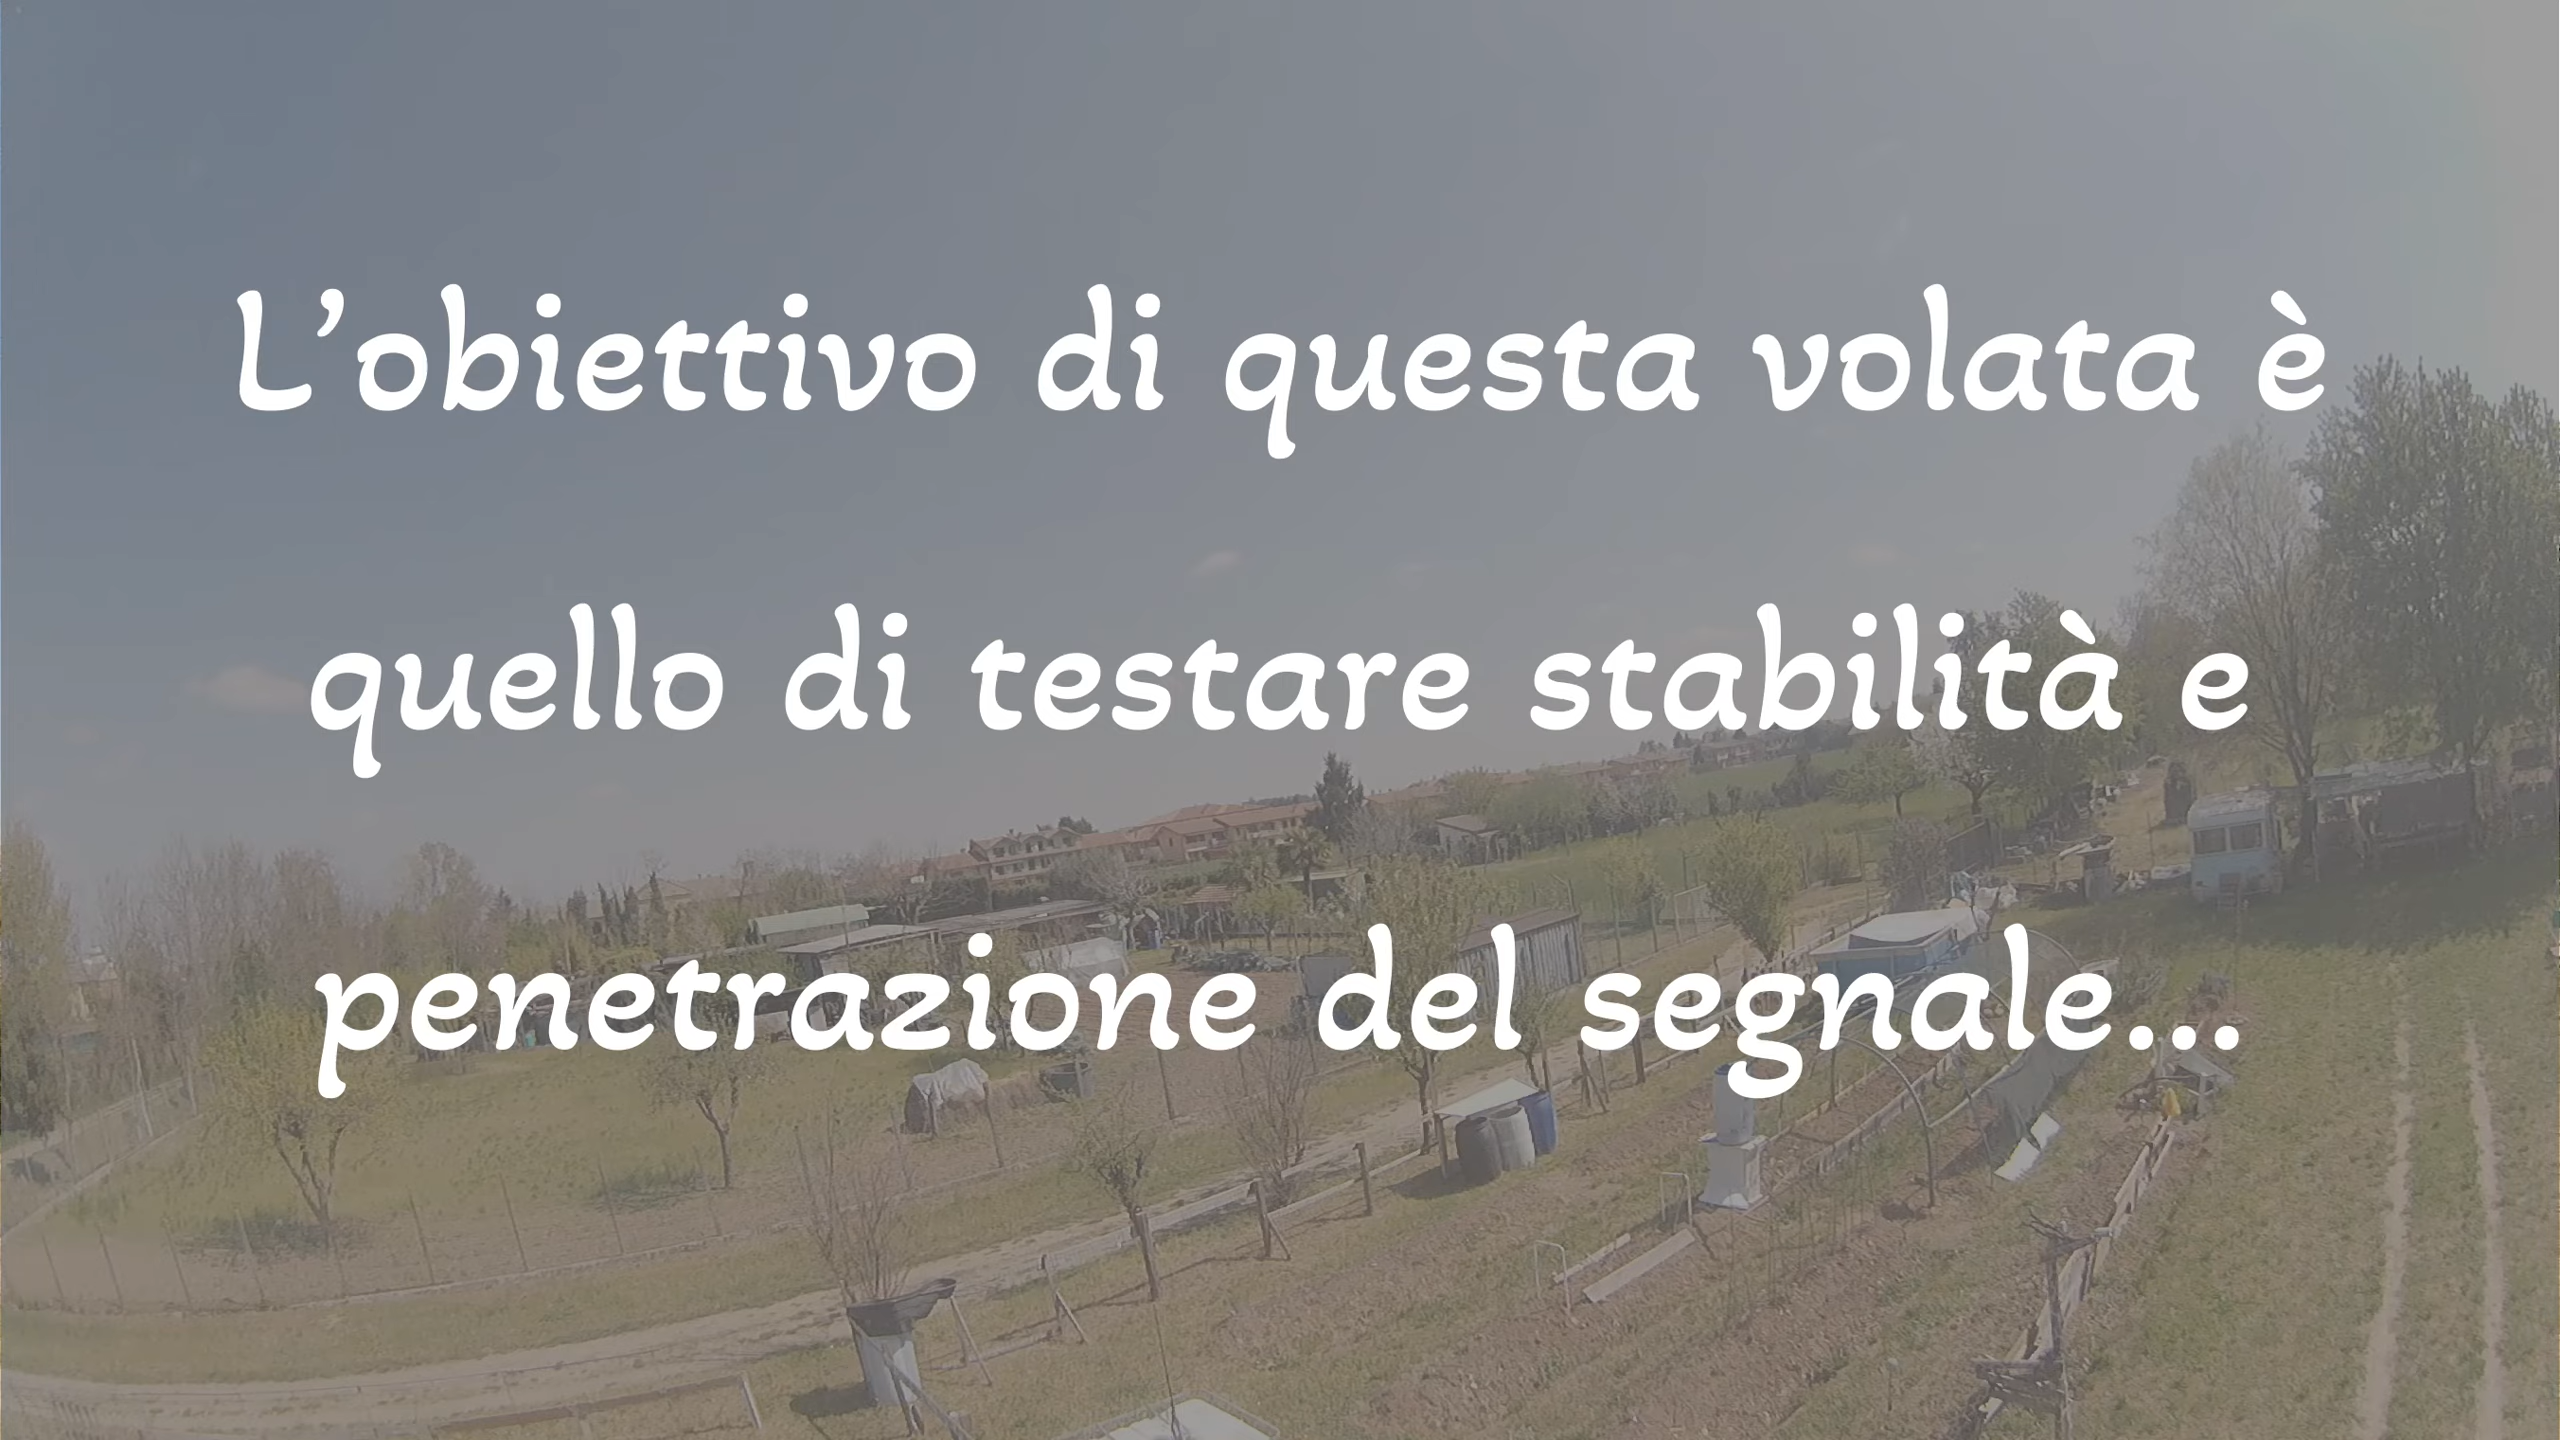 L’obiettivo di questa volata è
quello di testare stabilità e
penetrazione del segnale...